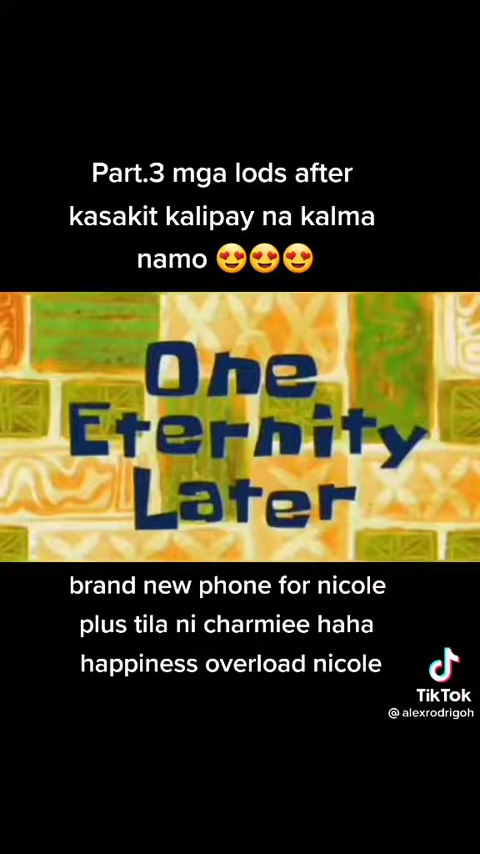 Part.3 mga lods after
kasakit kalipay na kalma
namo 😍😍😍
One
Eternity
Later
brand new phone for nicole
plus tila ni charmiee haha
happiness overload nicole
TikTok
@alexrodrigoh